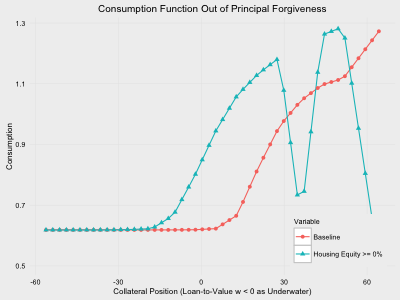 Consumption Function Out of Principal Forgiveness
1.3
1.1
0.9
0.7
0.5
Consumption
-60
-30
0
30
60
Collateral Position (Loan-to-Value w < 0 as Underwater)
Variable
Baseline
Housing Equity >= 0%